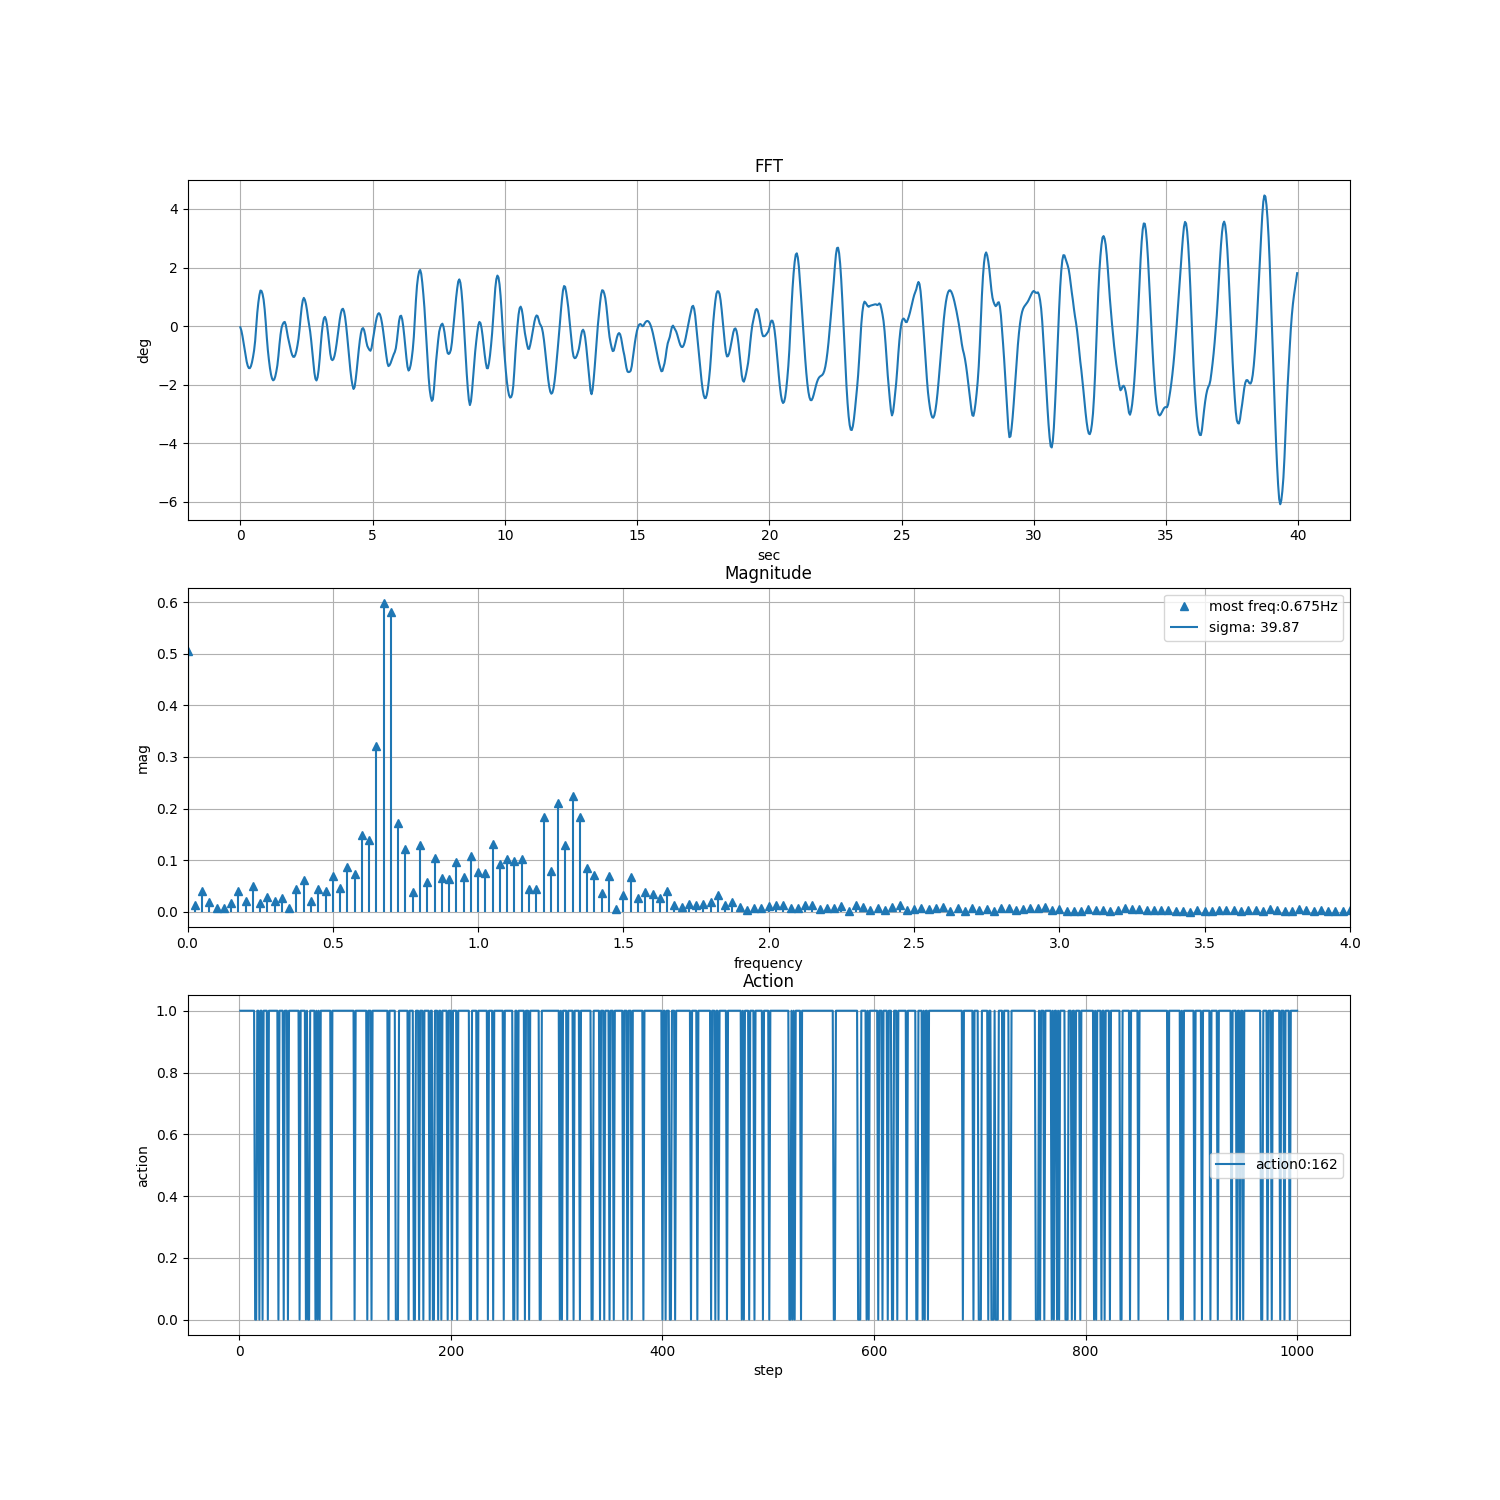 FFT
4
2
0
−2
−4
−6
deg
0 5 10 15 20 25 30 35 40
sec
Magnitude
0.6
0.5
0.4
0.3
0.2
0.1
0.0
mag
most freq:0.675Hz
sigma: 39.87
0.0 0.5 1.0 1.5 2.0 2.5 3.0 3.5 4.0
frequency
Action
1.0
0.8
0.6
0.4
0.2
0.0
action
action0:162
0 200 400 600 800 1000
step